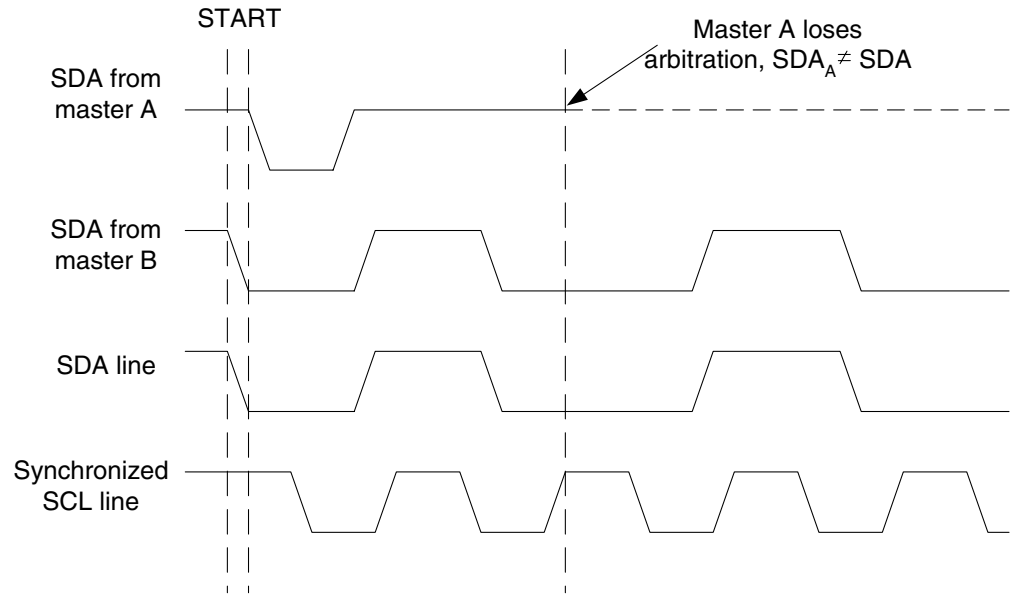 START
Master A loses
arbitration, SDA_A ≠ SDA
SDA from
master A
SDA from
master B
SDA line
Synchronized
SCL line